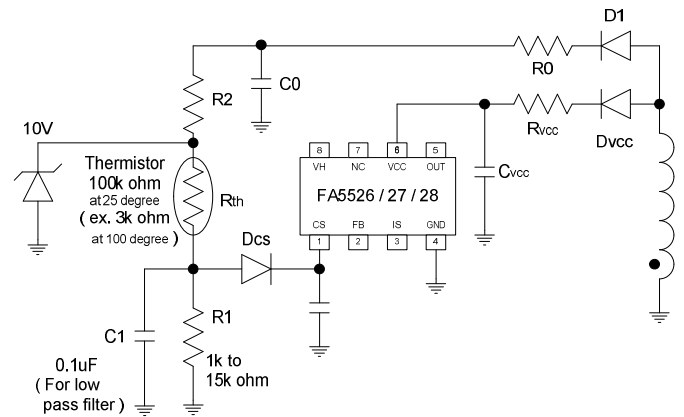 D1
R0
C0
R2
10V
Rvcc
Dvcc
Cvcc
8 7 6 5
VH NC VCC OUT
FA5526 / 27 / 28
CS FB IS GND
1 2 3 4
Thermistor
100k ohm
at 25 degree
( ex. 3k ohm
at 100 degree )
Rth
Dcs
C1
R1
0.1uF
( For low
pass filter )
1k to
15k ohm